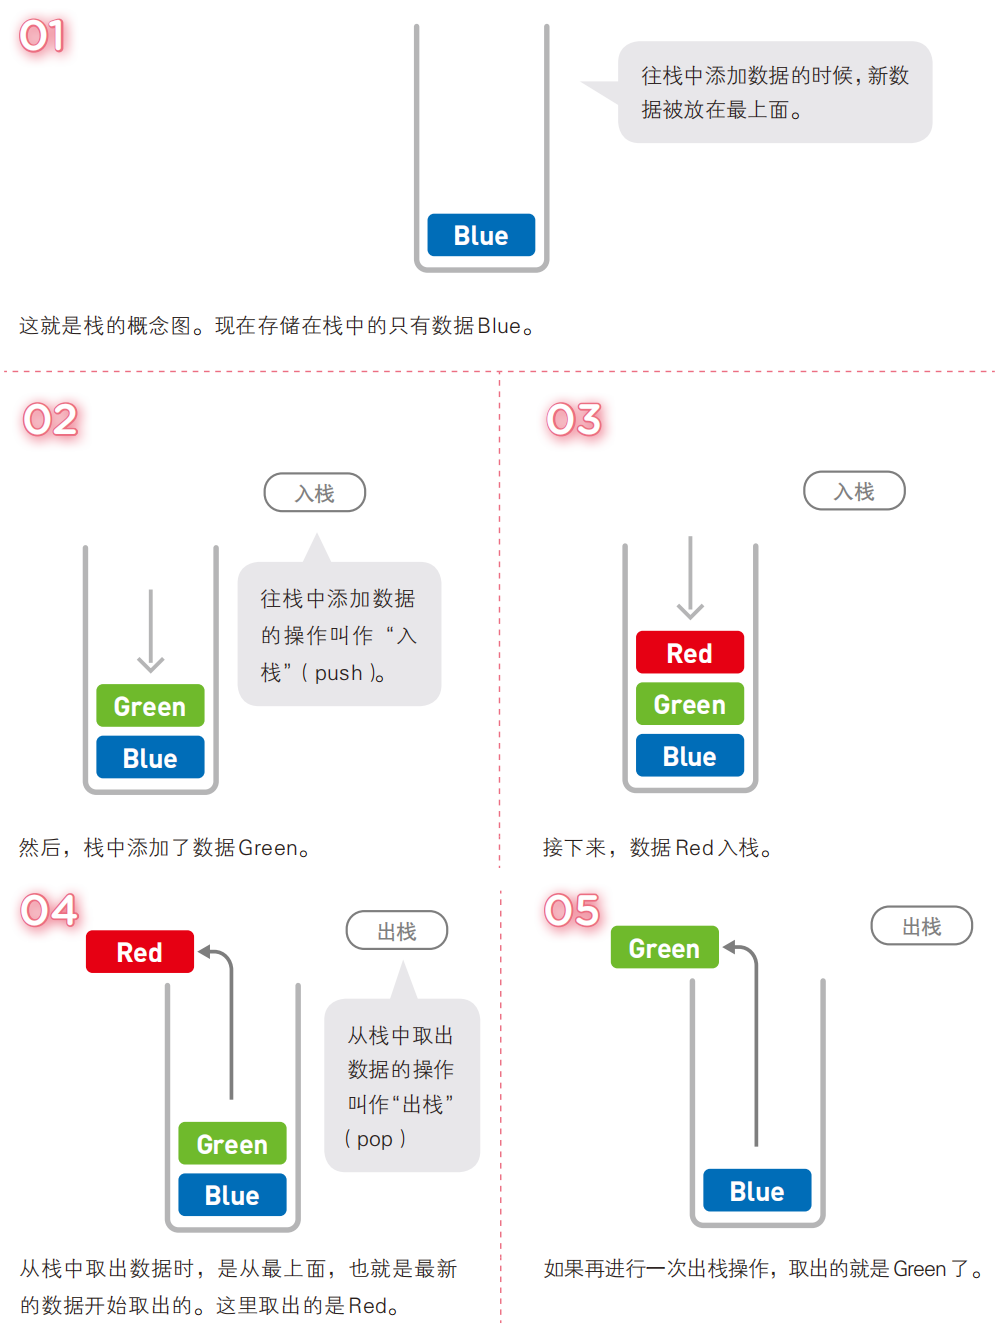 01
往栈中添加数据的时候，新数
据被放在最上面。
Blue
这就是栈的概念图。现在存储在栈中的只有数据Blue。
02
入栈
往栈中添加数据
的操作叫作“入
栈”（push）。
Green
Blue
然后，栈中添加了数据Green。
03
入栈
Red
Green
Blue
接下来，数据Red入栈。
04
Red
出栈
从栈中取出
数据的操作
叫作“出栈”
（pop）
Green
Blue
从栈中取出数据时，是从最上面，也就是最新
的数据开始取出的。这里取出的是Red。
05
Green
出栈
Blue
如果再进行一次出栈操作，取出的就是Green了。